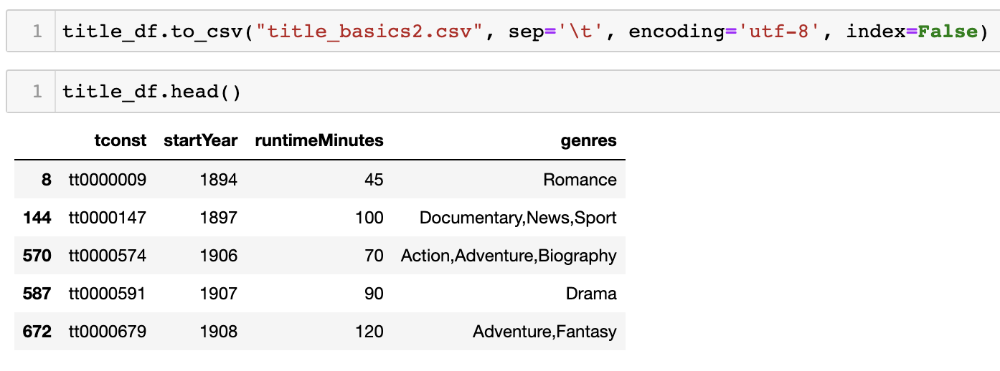 1 title_df.to_csv("title_basics2.csv", sep='\t', encoding='utf-8', index=False)
1 title_df.head()
tconst startYear runtimeMinutes genres
8 tt0000009 1894 45 Romance
144 tt0000147 1897 100 Documentary,News,Sport
570 tt0000574 1906 70 Action,Adventure,Biography
587 tt0000591 1907 90 Drama
672 tt0000679 1908 120 Adventure,Fantasy